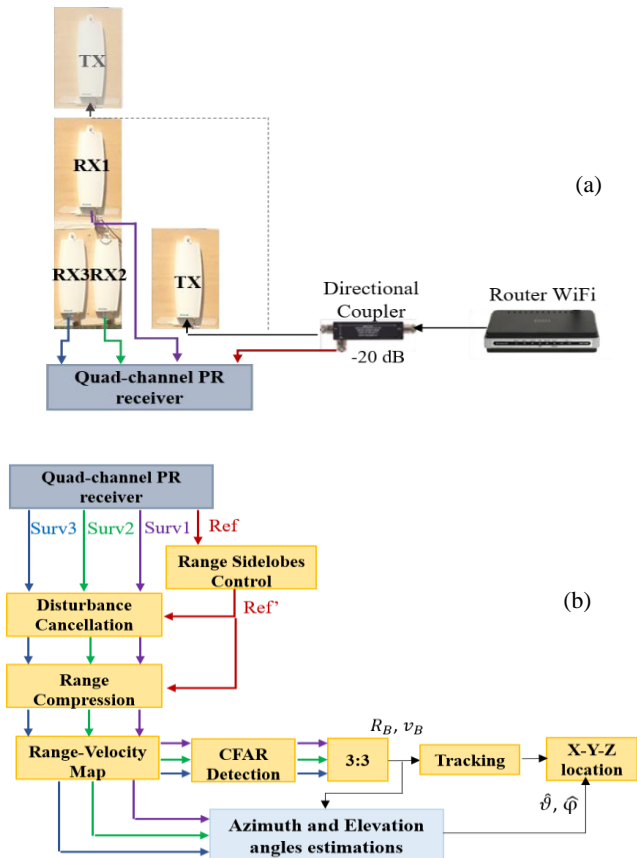 TX
RX1
(a)
RX3
RX2
TX
Directional
Coupler
Router WiFi
-20 dB
Quad-channel PR
receiver
Quad-channel PR
receiver
Surv3
Surv2
Surv1
Ref
Range Sidelobes
Control
(b)
Disturbance
Cancellation
Ref’
Range
Compression
Range-Velocity
Map
CFAR
Detection
3:3
R_B, v_B
Tracking
X-Y-Z
location
ϑ̂, φ̂
Azimuth and Elevation
angles estimations